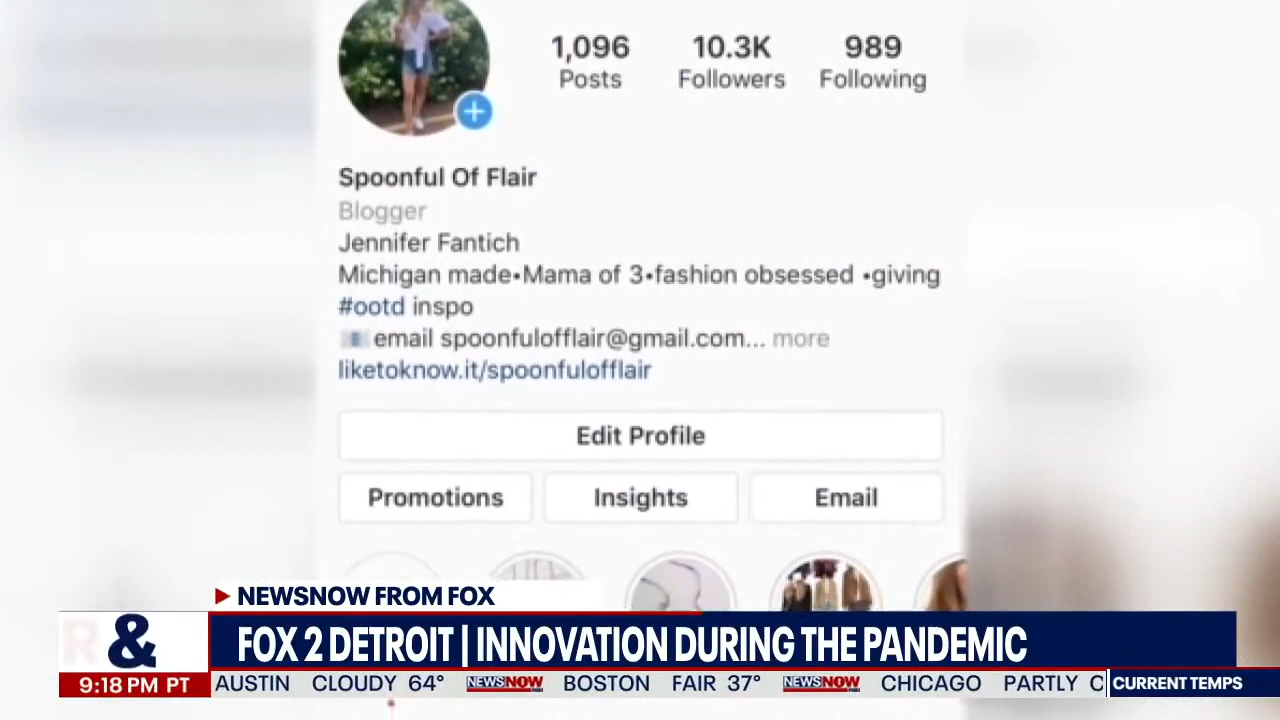 1,096 10.3K 989
Posts Followers Following
Spoonful Of Flair
Blogger
Jennifer Fantich
Michigan made•Mama of 3•fashion obsessed •giving
#ootd inspo
email spoonfulofflair@gmail.com... more
liketoknow.it/spoonfulofflair
Edit Profile
Promotions Insights Email
NEWSNOW FROM FOX
R& FOX 2 DETROIT | INNOVATION DURING THE PANDEMIC
9:18 PM PT AUSTIN CLOUDY 64° NEWSNOW BOSTON FAIR 37° NEWSNOW CHICAGO PARTLY C CURRENT TEMPS